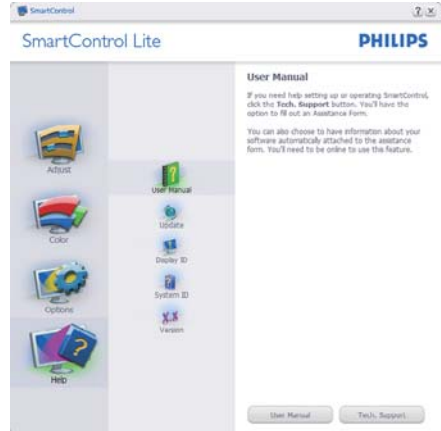 SmartControl
SmartControl Lite
PHILIPS
Adjust
Color
Options
Help
User Manual
Update
Display ID
System ID
Version
User Manual
If you need help setting up or operating SmartControl,
click the Tech. Support button. You'll have the
option to fill out an Assistance Form.
You can also choose to have information about your
software automatically attached to the assistance
form. You'll need to be online to use this feature.
User Manual
Tech. Support